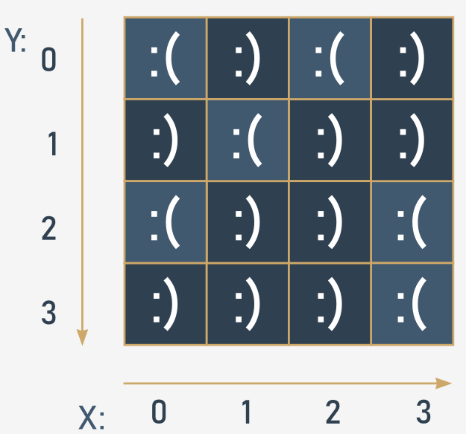 Y: 0 :( :) :( :)
1 :) :( :) :)
2 :( :) :) :(
3 :) :) :) :(
X: 0 1 2 3